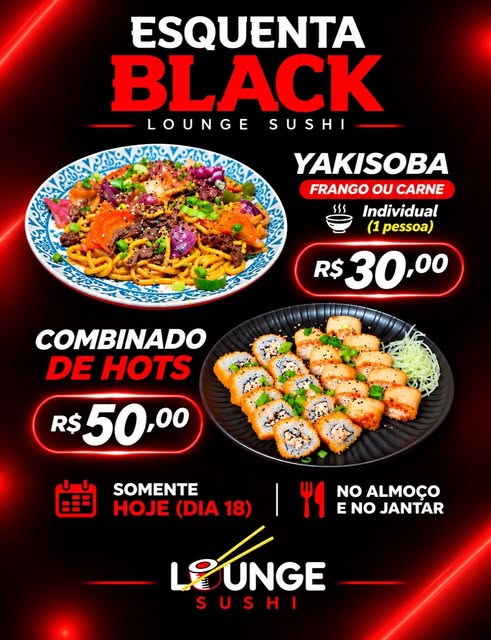 ESQUENTA
BLACK
LOUNGE SUSHI
YAKISOBA
FRANGO OU CARNE
Individual
(1 pessoa)
R$30,00
COMBINADO
DE HOTS
R$50,00
SOMENTE
HOJE (DIA 18)
NO ALMOÇO
E NO JANTAR
LOUNGE
SUSHI